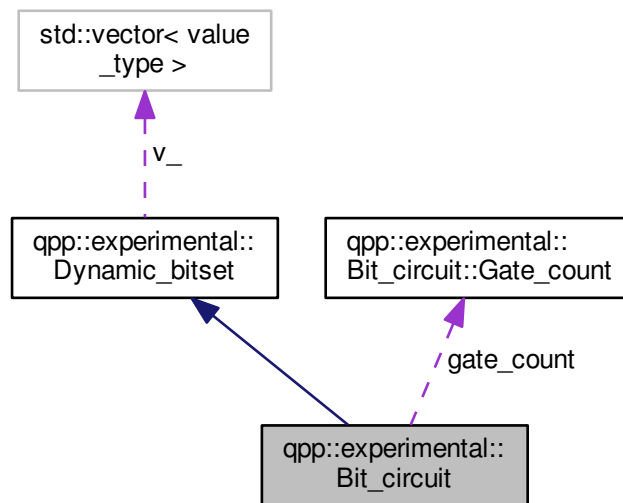 std::vector< value
_type >
v_
qpp::experimental::
Dynamic_bitset
qpp::experimental::
Bit_circuit::Gate_count
gate_count
qpp::experimental::
Bit_circuit